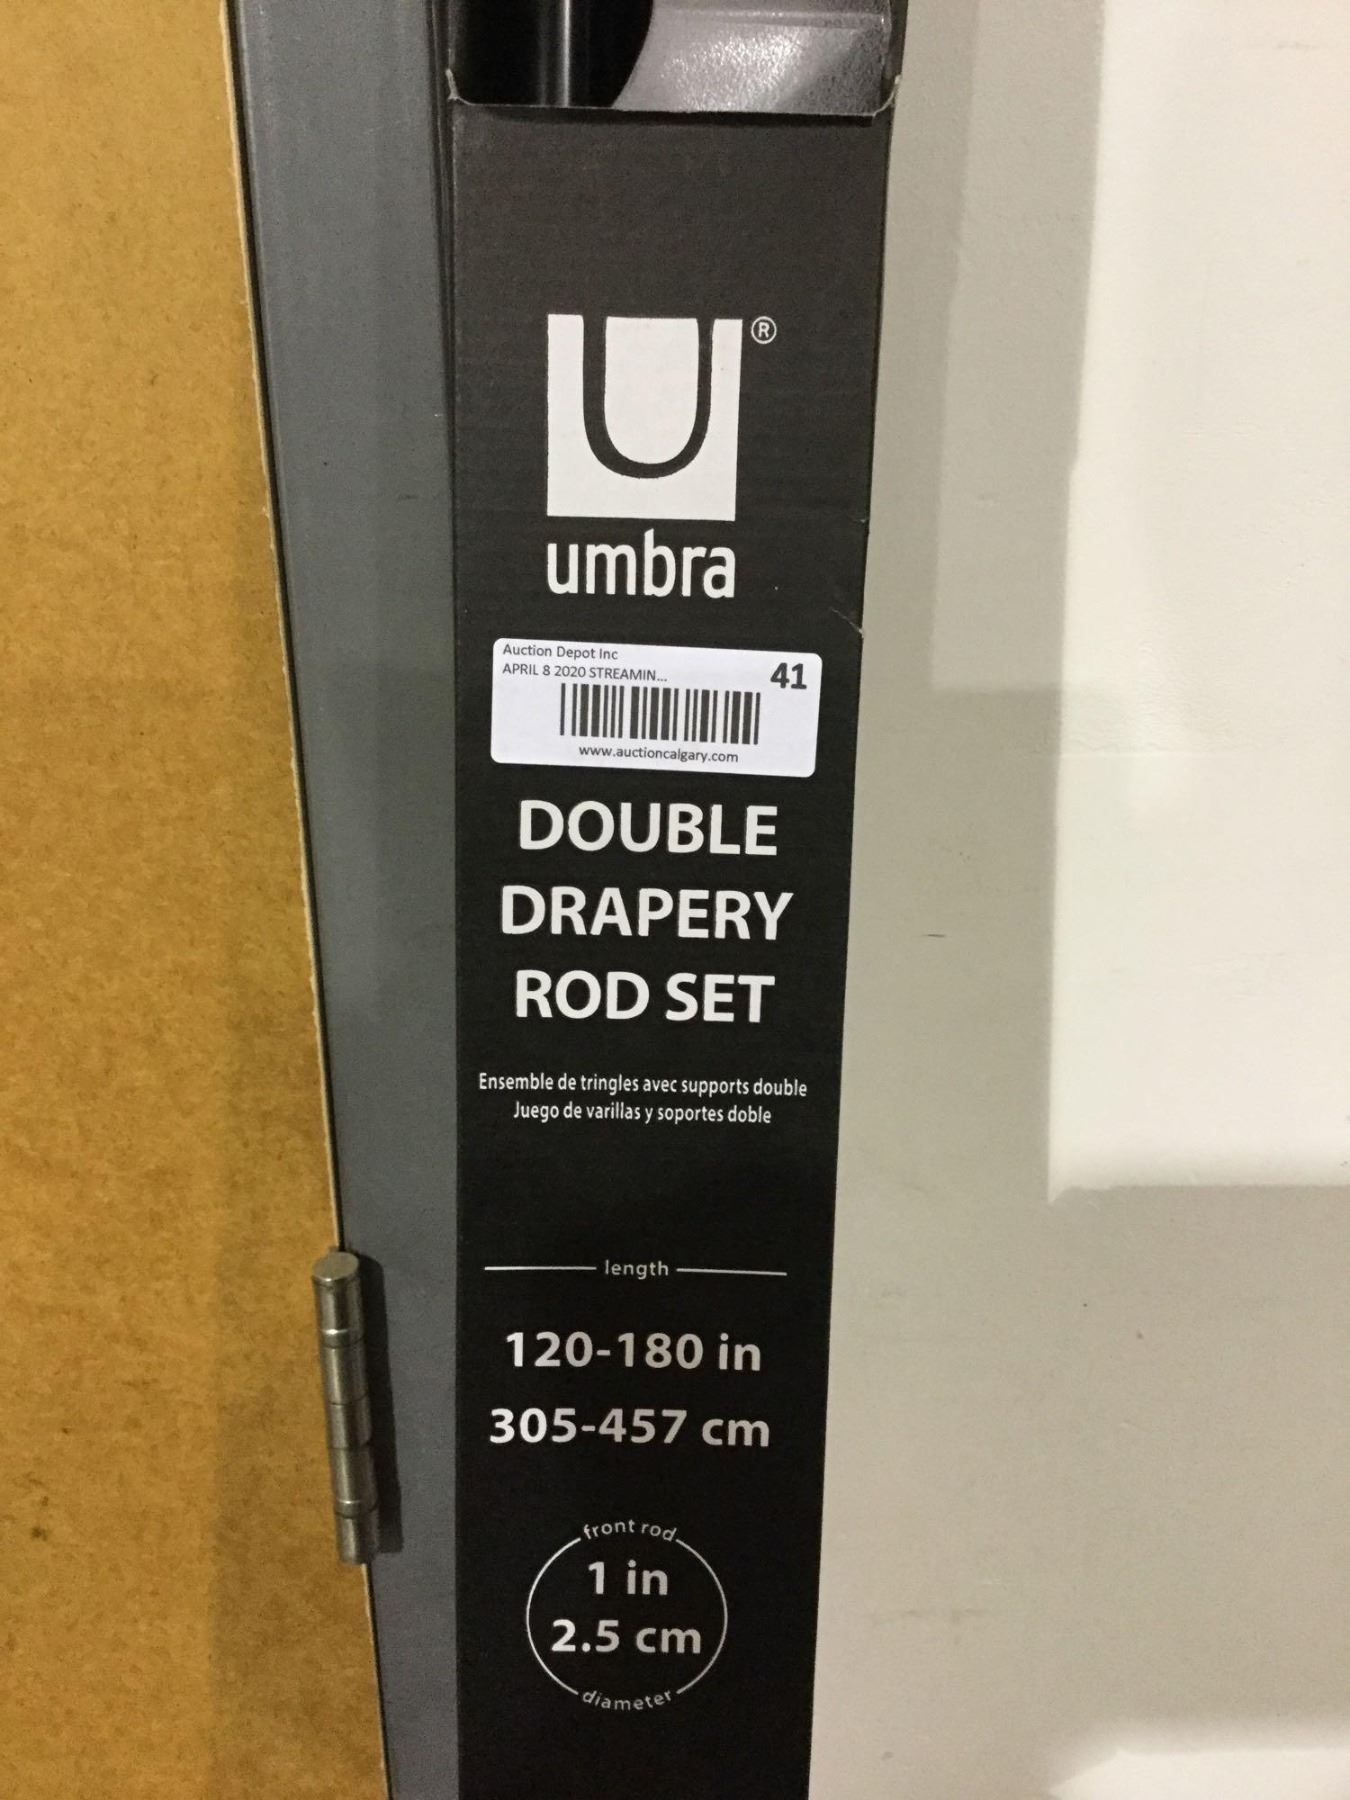 U®
umbra
Auction Depot Inc
APRIL 8 2020 STREAMIN... 41
www.auctioncalgary.com
DOUBLE
DRAPERY
ROD SET
Ensemble de tringles avec supports double
Juego de varillas y soportes doble
length
120-180 in
305-457 cm
front rod
1 in
2.5 cm
diameter